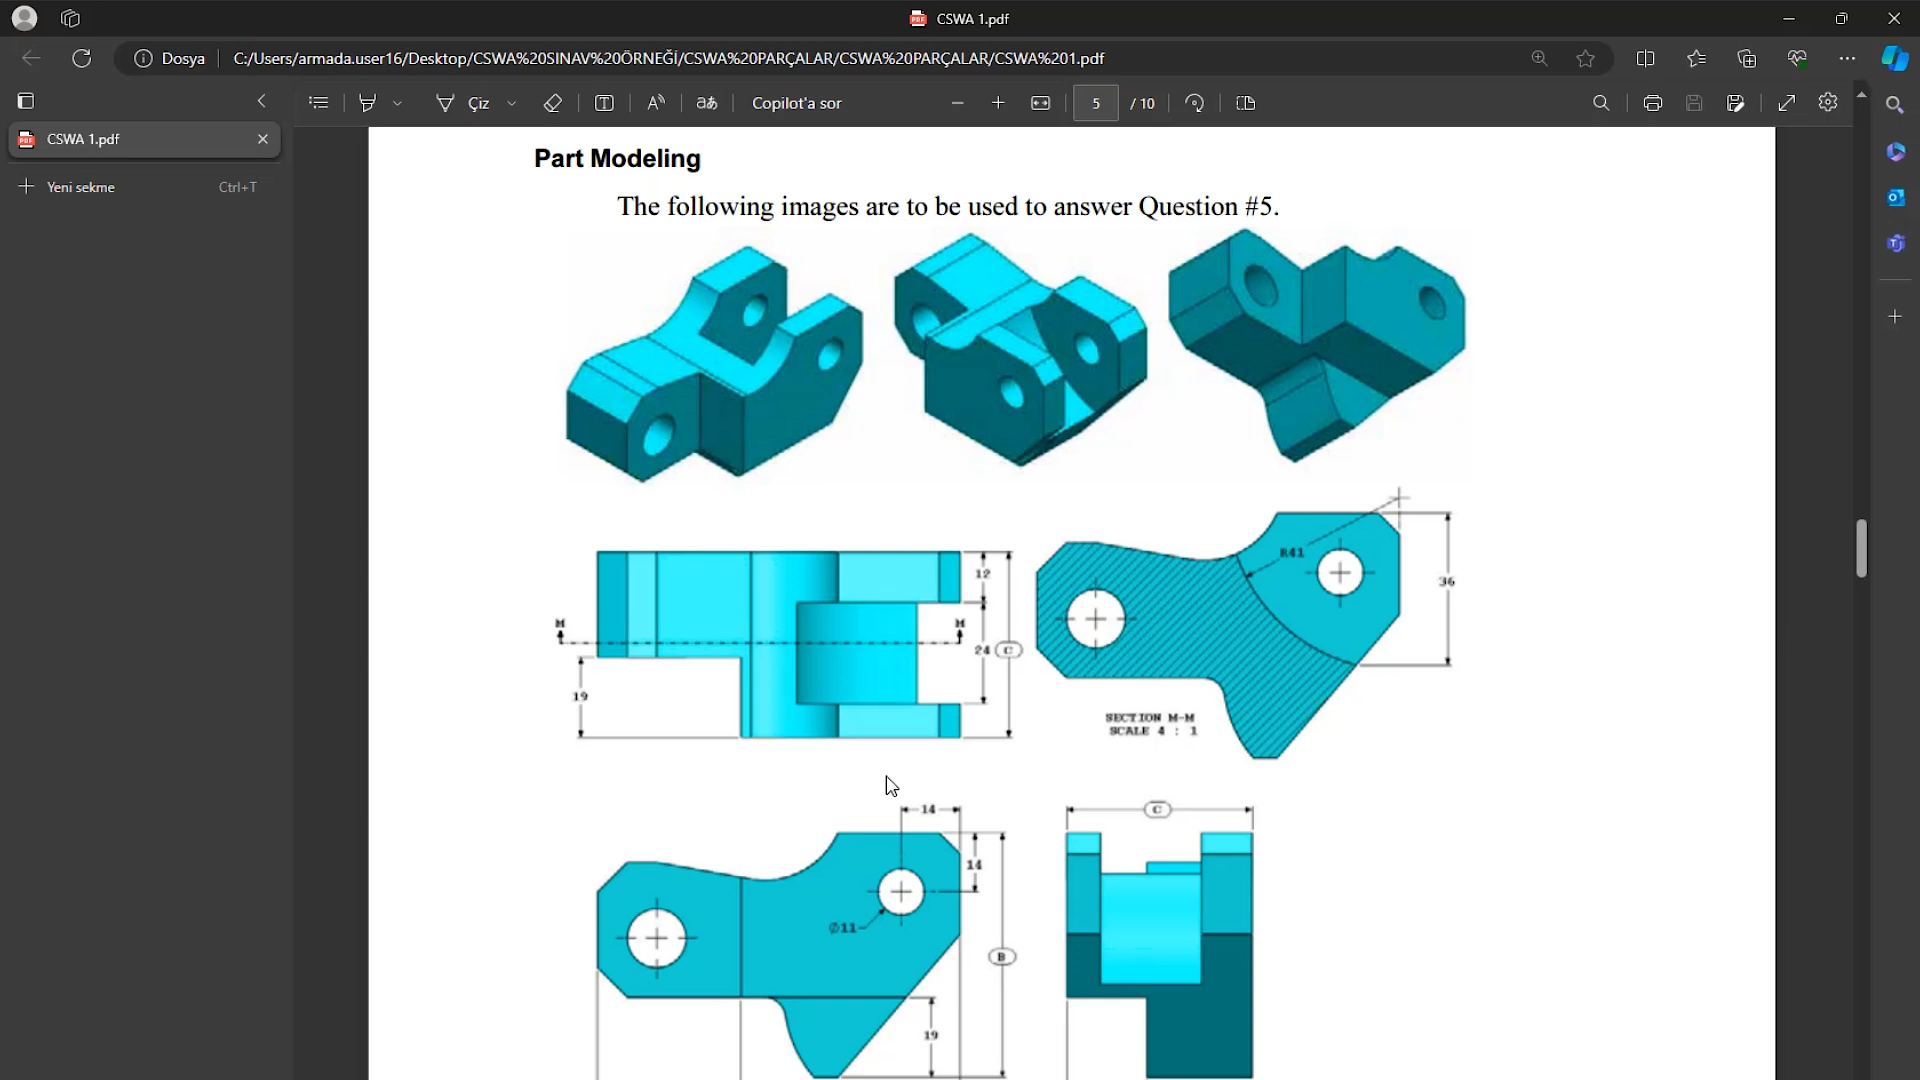 CSWA 1.pdf
Dosya
C:/Users/armada.user16/Desktop/CSWA%20SINAV%20ÖRNEĞİ/CSWA%20PARÇALAR/CSWA%20PARÇALAR/CSWA%201.pdf
Çiz
aあ
Copilot'a sor
5 / 10
CSWA 1.pdf
Yeni sekme Ctrl+T
Part Modeling
The following images are to be used to answer Question #5.
12
M M
24 C
19
R41
36
SECTION M-M
SCALE 4 : 1
14
14
Ø11
B
19
C